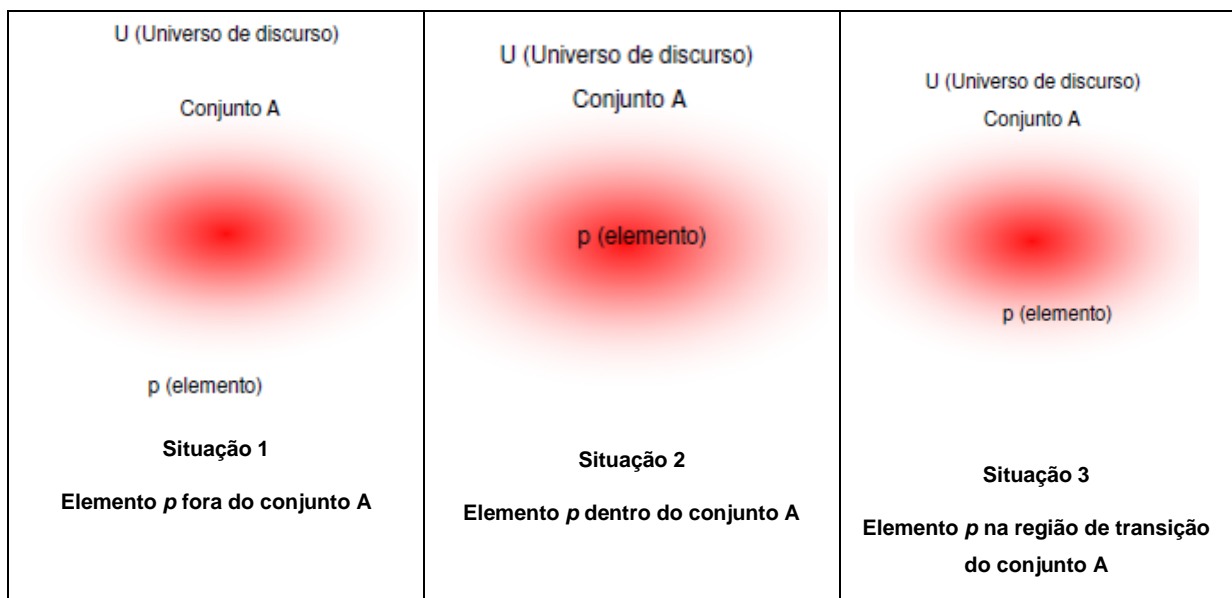 U (Universo de discurso)
Conjunto A
p (elemento)
Situação 1
Elemento p fora do conjunto A
U (Universo de discurso)
Conjunto A
p (elemento)
Situação 2
Elemento p dentro do conjunto A
U (Universo de discurso)
Conjunto A
p (elemento)
Situação 3
Elemento p na região de transição
do conjunto A